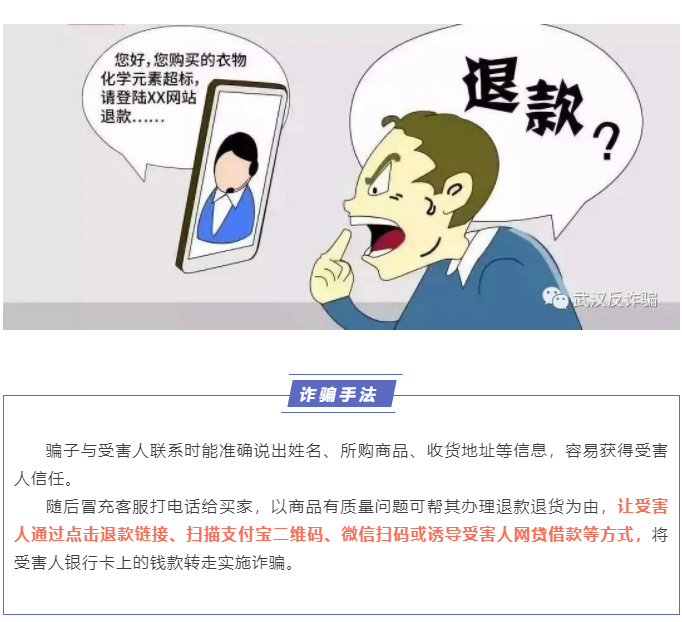 您好,您购买的衣物
化学元素超标,
请登陆XX网站
退款……
退款?
武汉反诈骗
诈骗手法
骗子与受害人联系时能准确说出姓名、所购商品、收货地址等信息，容易获得受害
人信任。
随后冒充客服打电话给买家，以商品有质量问题可帮其办理退款退货为由，让受害
人通过点击退款链接、扫描支付宝二维码、微信扫码或诱导受害人网贷借款等方式，将
受害人银行卡上的钱款转走实施诈骗。